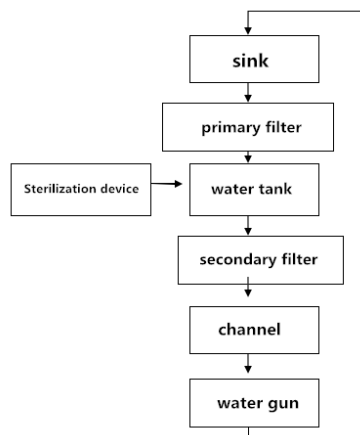 sink
primary filter
Sterilization device
water tank
secondary filter
channel
water gun